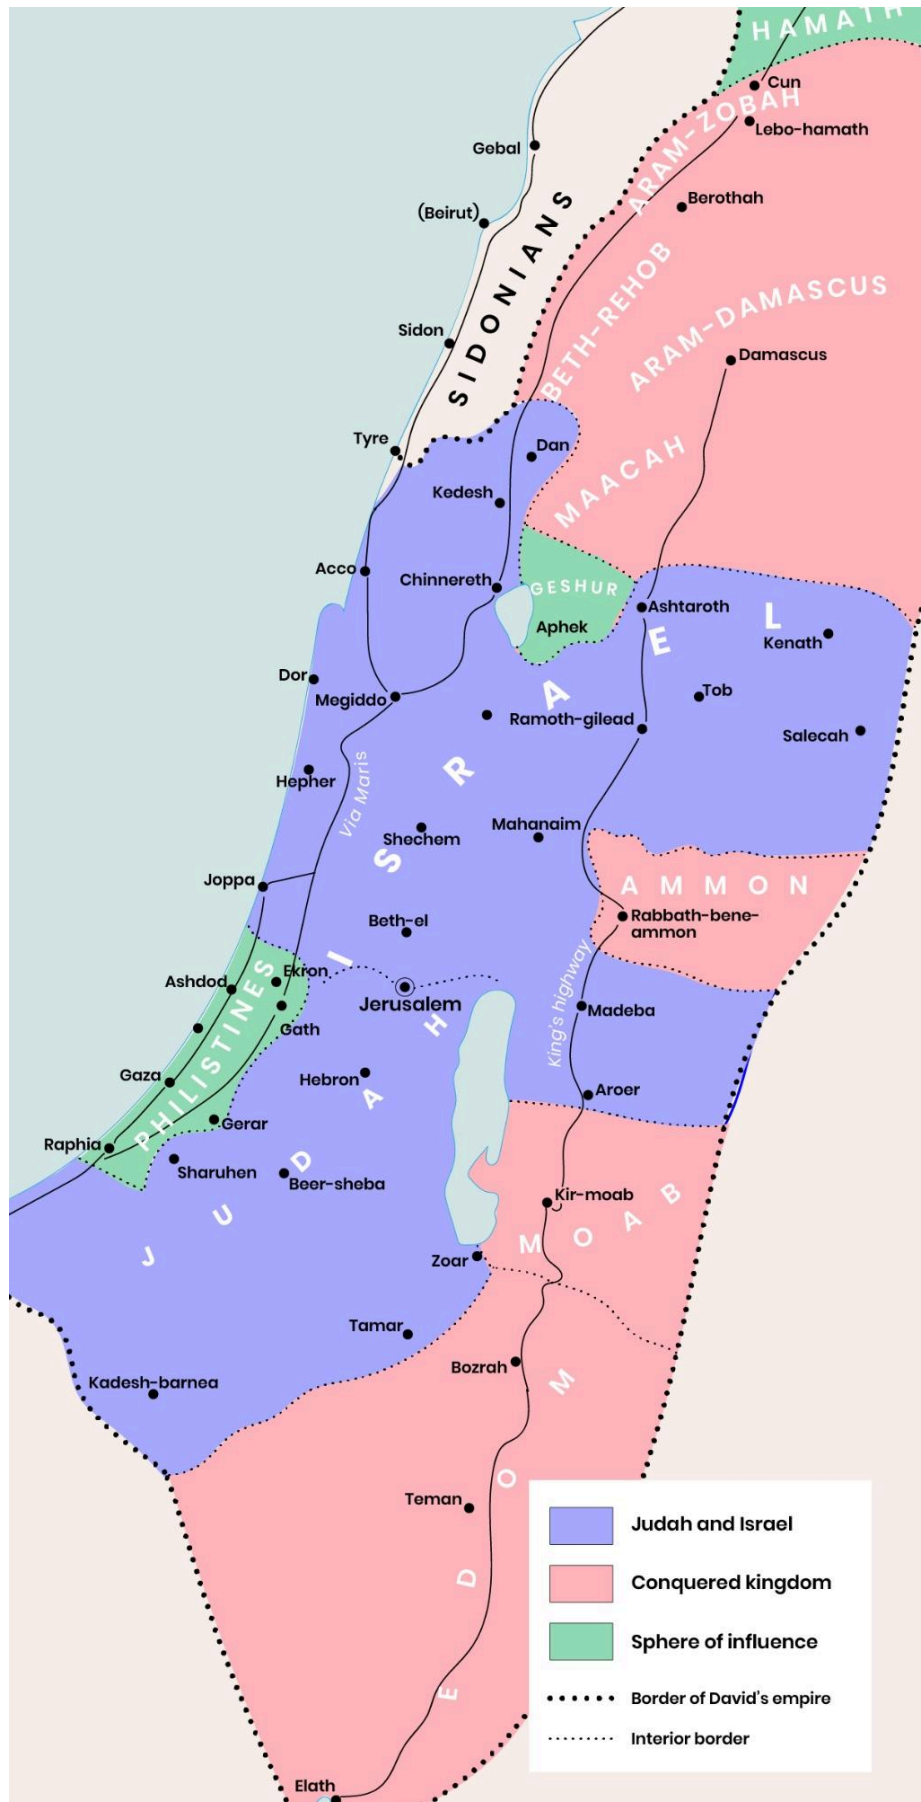 HAMATH
Cun
ARAM-ZOBAH
Lebo-hamath
Gebal
Berothah
(Beirut)
SIDONIANS
BETH-REHOB
ARAM-DAMASCUS
Sidon
Damascus
Tyre
Dan
MAACAH
Kedesh
Acco
Chinnereth
GESHUR
Ashtaroth
Aphek
Kenath
ISRAEL
Dor
Megiddo
Tob
Ramoth-gilead
Salecah
Via Maris
Hepher
Shechem
Mahanaim
Joppa
AMMON
Beth-el
Rabbath-bene-
ammon
Ekron
Ashdod
PHILISTINES
Jerusalem
King's highway
Madeba
Gath
Gaza
Hebron
Aroer
JUDAH
Gerar
Raphia
Sharuhen
Beer-sheba
Kir-moab
MOAB
Zoar
Tamar
Bozrah
Kadesh-barnea
EDOM
Teman
Elath
Judah and Israel
Conquered kingdom
Sphere of influence
Border of David's empire
Interior border